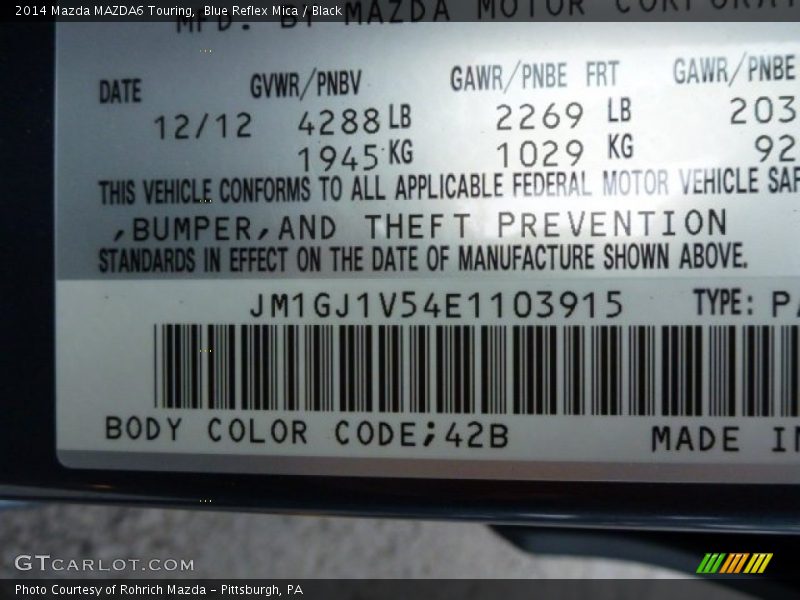 2014 Mazda MAZDA6 Touring, Blue Reflex Mica / Black
MFD. BY MAZDA MOTOR CORPORAT
DATE GVWR/PNBV GAWR/PNBE FRT GAWR/PNBE
12/12 4288 LB 2269 LB 203
1945 KG 1029 KG 92
THIS VEHICLE CONFORMS TO ALL APPLICABLE FEDERAL MOTOR VEHICLE SAF
,BUMPER,AND THEFT PREVENTION
STANDARDS IN EFFECT ON THE DATE OF MANUFACTURE SHOWN ABOVE.
JM1GJ1V54E1103915 TYPE: PA
BODY COLOR CODE;42B MADE IN
GTCARLOT.COM
Photo Courtesy of Rohrich Mazda - Pittsburgh, PA